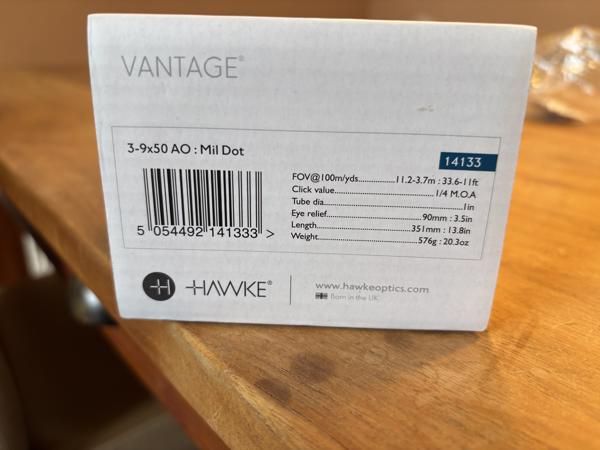 VANTAGE®
3-9x50 AO : Mil Dot
14133
FOV@100m/yds....................11.2-3.7m : 33.6-11ft
Click value....................1/4 M.O.A
Tube dia....................1in
Eye relief....................90mm : 3.5in
Length....................351mm : 13.8in
Weight....................576g : 20.3oz
5 054492 141333 >
HAWKE®
www.hawkeoptics.com
Born in the UK